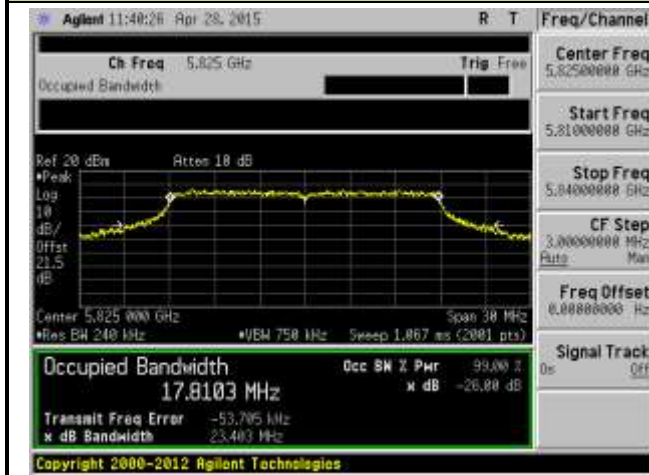 Agilent 11:40:26 Apr 28, 2015 R T
Freq/Channel
Ch Freq 5.825 GHz Trig Free
Occupied Bandwidth
Center Freq
5.82500000 GHz
Start Freq
5.81000000 GHz
Stop Freq
5.84000000 GHz
CF Step
3.00000000 MHz
Auto Man
Freq Offset
0.00000000 Hz
Signal Track
On Off
Ref 20 dBm Atten 10 dB
•Peak
Log
10
dB/
Offst
21.5
dB
Center 5.825 000 GHz Span 30 MHz
•Res BW 240 kHz •VBW 750 kHz Sweep 1.067 ms (2001 pts)
Occupied Bandwidth Occ BW % Pwr 99.00 %
17.8103 MHz x dB -26.00 dB
Transmit Freq Error -53.705 kHz
x dB Bandwidth 23.403 MHz
Copyright 2000-2012 Agilent Technologies